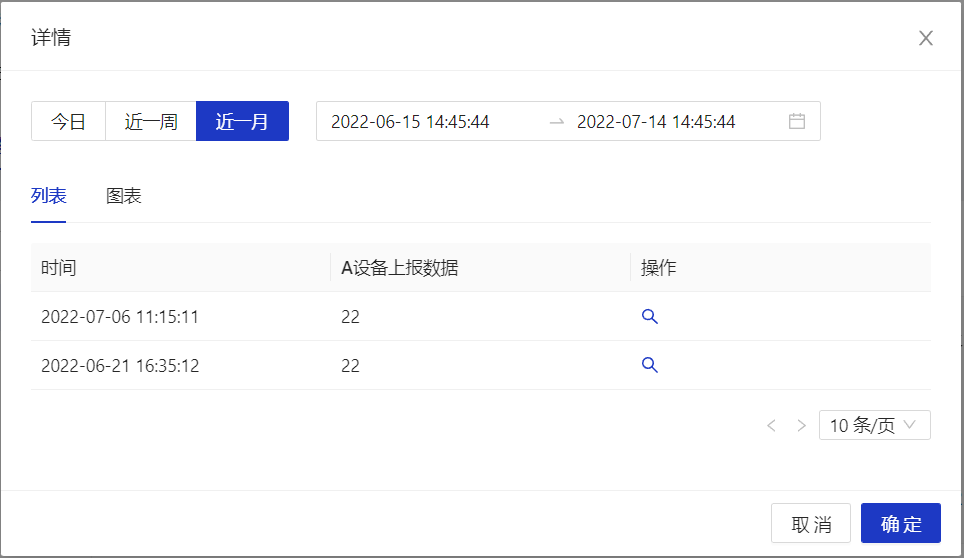 详情
今日 近一周 近一月 2022-06-15 14:45:44 2022-07-14 14:45:44
列表 图表
时间 A设备上报数据 操作
2022-07-06 11:15:11 22
2022-06-21 16:35:12 22
10 条/页
取消 确定